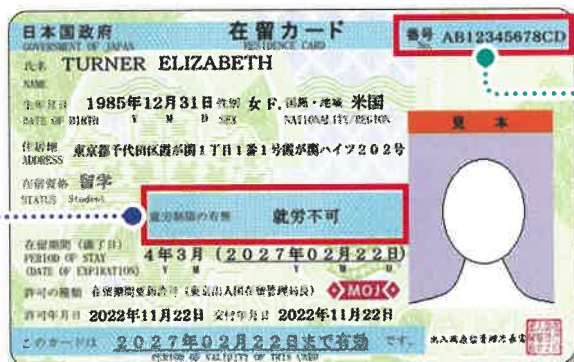 日本国政府 在留カード 番号 AB12345678CD
GOVERNMENT OF JAPAN RESIDENCE CARD No.
氏名 TURNER ELIZABETH
NAME
生年月日 1985年12月31日 性別 女 F. 国籍・地域 米国
DATE OF BIRTH Y M D SEX NATIONALITY/REGION
住居地 東京都千代田区霞が関1丁目1番1号霞が関ハイツ202号
ADDRESS
見本
在留資格 留学
STATUS Student
就労制限の有無 就労不可
在留期間(満了日) 4年3月(2027年02月22日)
PERIOD OF STAY Y M Y M D
(DATE OF EXPIRATION)
許可の種類 在留期間更新許可(東京出入国在留管理局長) MOJ
許可年月日 2022年11月22日 交付年月日 2022年11月22日
このカードは 2027年02月22日まで有効 です。
PERIOD OF VALIDITY OF THIS CARD
出入国在留管理庁長官